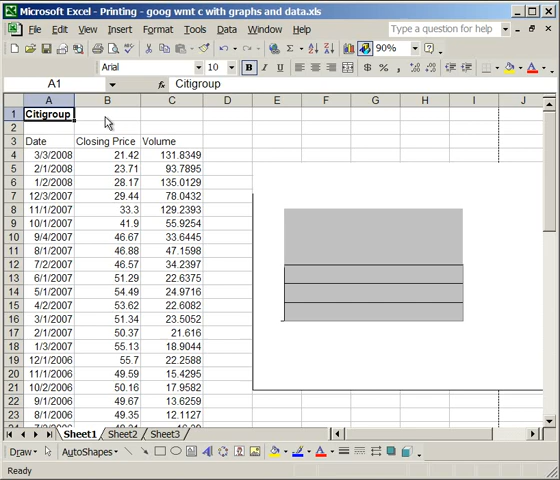 Microsoft Excel - Printing - goog wmt c with graphs and data.xls
File Edit View Insert Format Tools Data Window Help Type a question for help
90%
Arial 10 B I U $ %
A1 fx Citigroup
A B C D E F G H I J
1 Citigroup
2
3 Date Closing Price Volume
4 3/3/2008 21.42 131.8349
5 2/1/2008 23.71 93.7895
6 1/2/2008 28.17 135.0129
7 12/3/2007 29.44 78.0432
8 11/1/2007 33.3 129.2393
9 10/1/2007 41.9 55.9254
10 9/4/2007 46.67 33.6445
11 8/1/2007 46.88 47.1598
12 7/2/2007 46.57 34.2397
13 6/1/2007 51.29 22.6375
14 5/1/2007 54.49 24.9716
15 4/2/2007 53.62 22.6082
16 3/1/2007 51.34 23.5052
17 2/1/2007 50.37 21.616
18 1/3/2007 55.13 18.9044
19 12/1/2006 55.7 22.2588
20 11/1/2006 49.59 15.4295
21 10/2/2006 50.16 17.9582
22 9/1/2006 49.67 13.6259
23 8/1/2006 49.35 12.1127
Sheet1 Sheet2 Sheet3
Draw AutoShapes
Ready